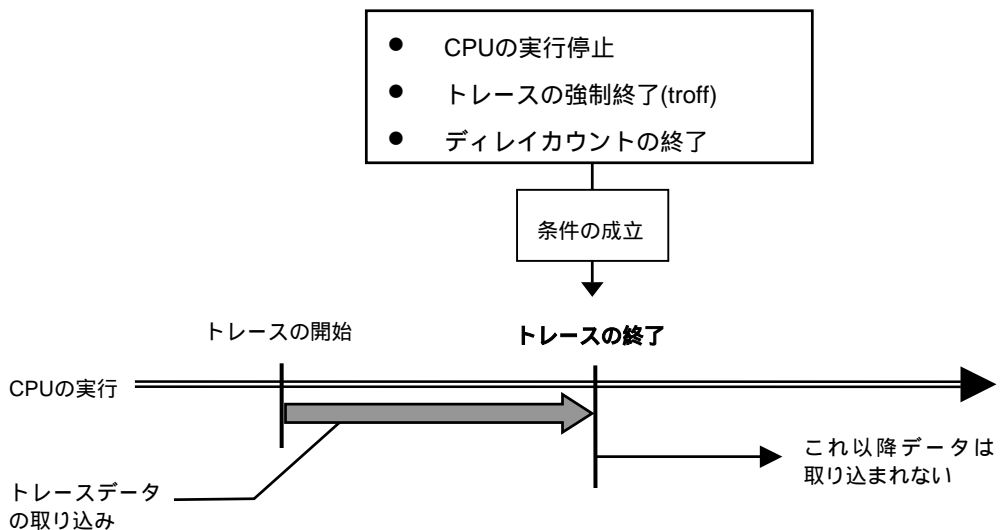 ● CPUの実行停止
● トレースの強制終了(troff)
● ディレイカウントの終了
条件の成立
トレースの開始
トレースの終了
CPUの実行
これ以降データは
取り込まれない
トレースデータ
の取り込み